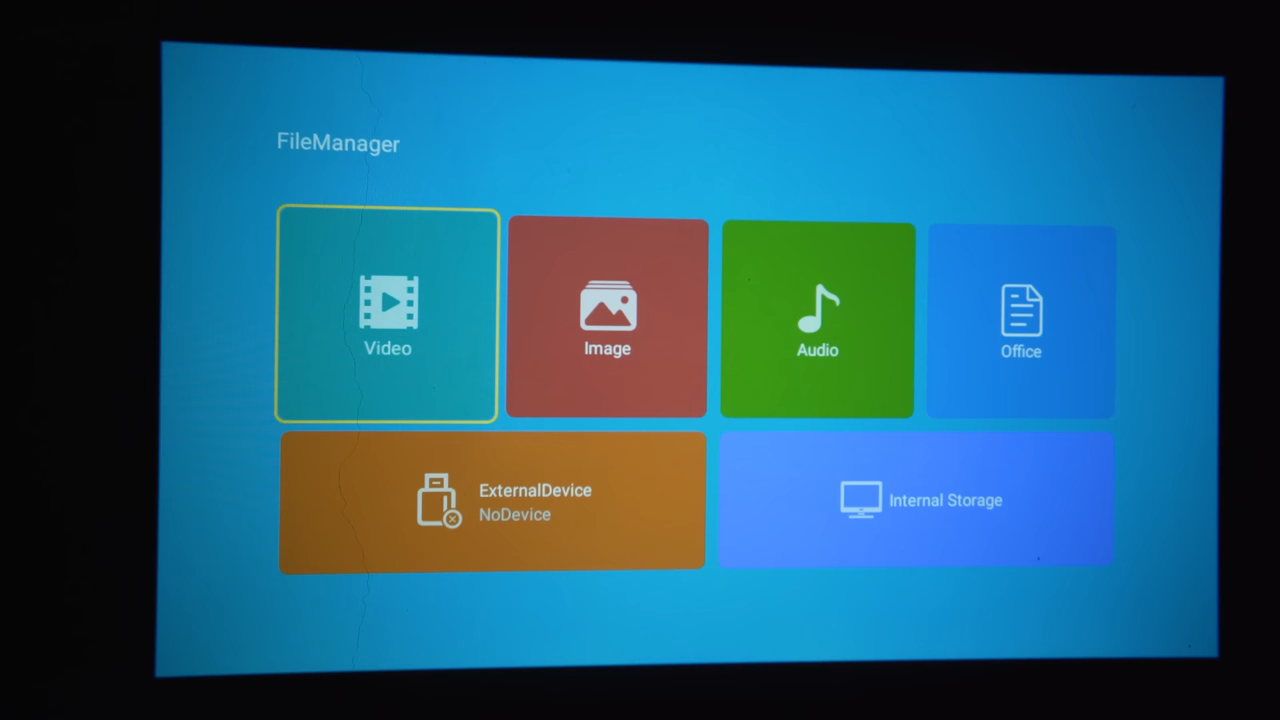 FileManager
Video
Image
Audio
Office
ExternalDevice
NoDevice
Internal Storage